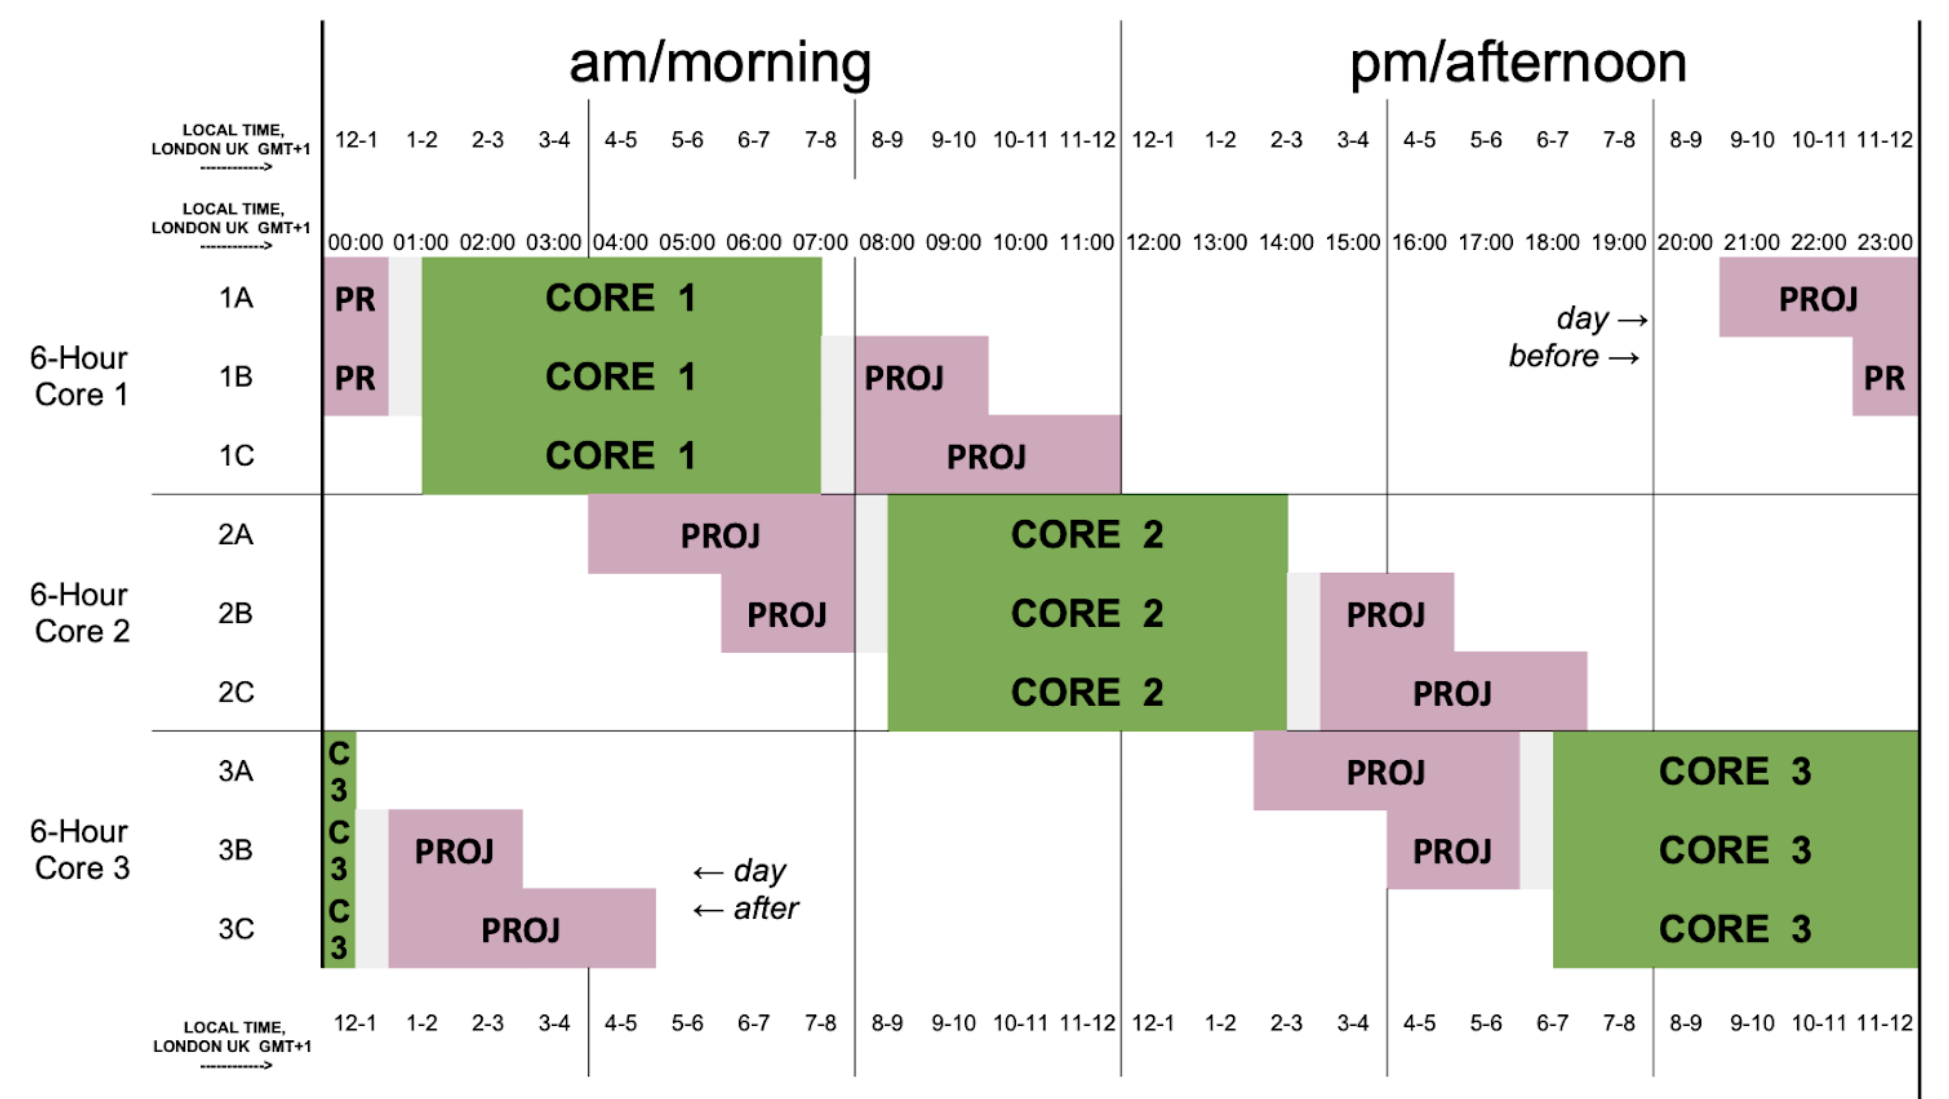 am/morning pm/afternoon
LOCAL TIME,
LONDON UK GMT+1
------------>
12-1 1-2 2-3 3-4 4-5 5-6 6-7 7-8 8-9 9-10 10-11 11-12 12-1 1-2 2-3 3-4 4-5 5-6 6-7 7-8 8-9 9-10 10-11 11-12
LOCAL TIME,
LONDON UK GMT+1
------------>
00:00 01:00 02:00 03:00 04:00 05:00 06:00 07:00 08:00 09:00 10:00 11:00 12:00 13:00 14:00 15:00 16:00 17:00 18:00 19:00 20:00 21:00 22:00 23:00
6-Hour
Core 1
1A PR CORE 1 PROJ
day →
before →
1B PR CORE 1 PROJ PR
1C CORE 1 PROJ
6-Hour
Core 2
2A PROJ CORE 2
2B PROJ CORE 2 PROJ
2C CORE 2 PROJ
6-Hour
Core 3
3A C 3 PROJ CORE 3
3B C 3 PROJ PROJ CORE 3
← day
← after
3C C 3 PROJ CORE 3
LOCAL TIME,
LONDON UK GMT+1
------------>
12-1 1-2 2-3 3-4 4-5 5-6 6-7 7-8 8-9 9-10 10-11 11-12 12-1 1-2 2-3 3-4 4-5 5-6 6-7 7-8 8-9 9-10 10-11 11-12